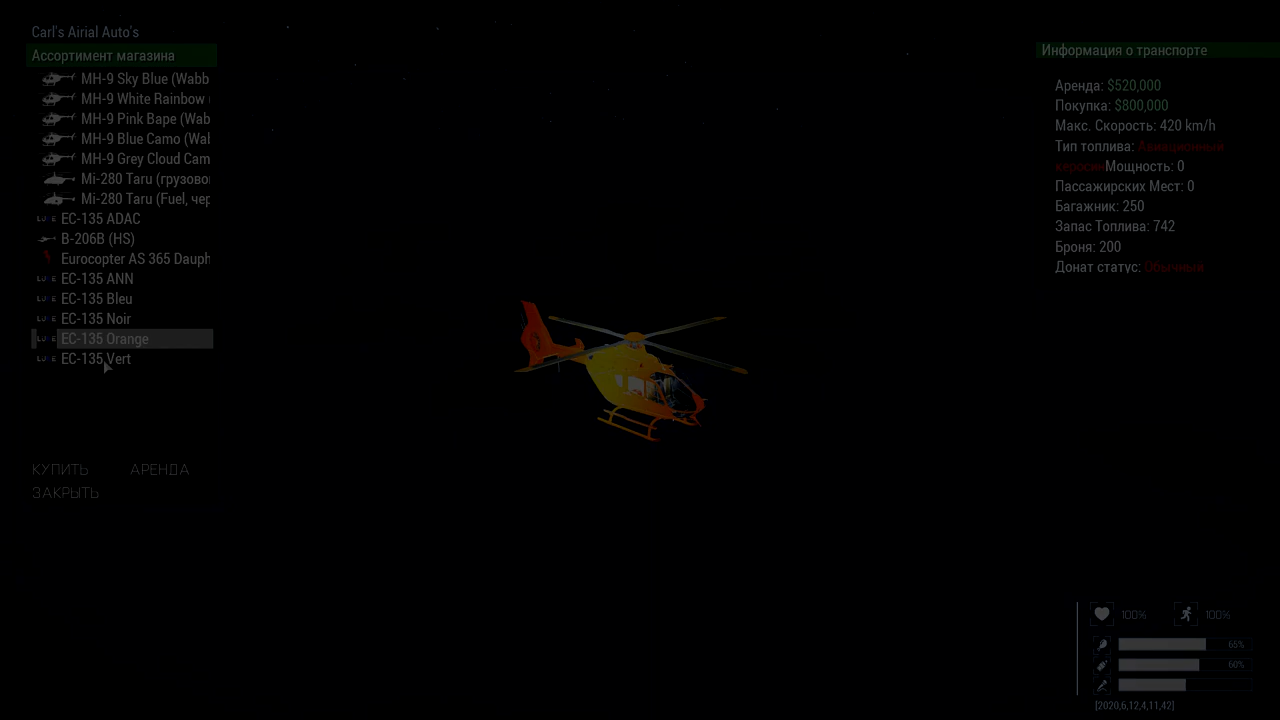 Carl's Airial Auto's
Ассортимент магазина
MH-9 Sky Blue (Wabb
MH-9 White Rainbow
MH-9 Pink Bape (Wab
MH-9 Blue Camo (Wal
MH-9 Grey Cloud Cam
Mi-280 Taru (грузово
Mi-280 Taru (Fuel, чер
EC-135 ADAC
B-206B (HS)
Eurocopter AS 365 Dauph
EC-135 ANN
EC-135 Bleu
EC-135 Noir
EC-135 Orange
EC-135 Vert
КУПИТЬ АРЕНДА
ЗАКРЫТЬ
Информация о транспорте
Аренда: $520,000
Покупка: $800,000
Макс. Скорость: 420 km/h
Тип топлива: Авиационный
керосинМощность: 0
Пассажирских Мест: 0
Багажник: 250
Запас Топлива: 742
Броня: 200
Донат статус: Обычный
100% 100%
65%
60%
[2020,6,12,4,11,42]